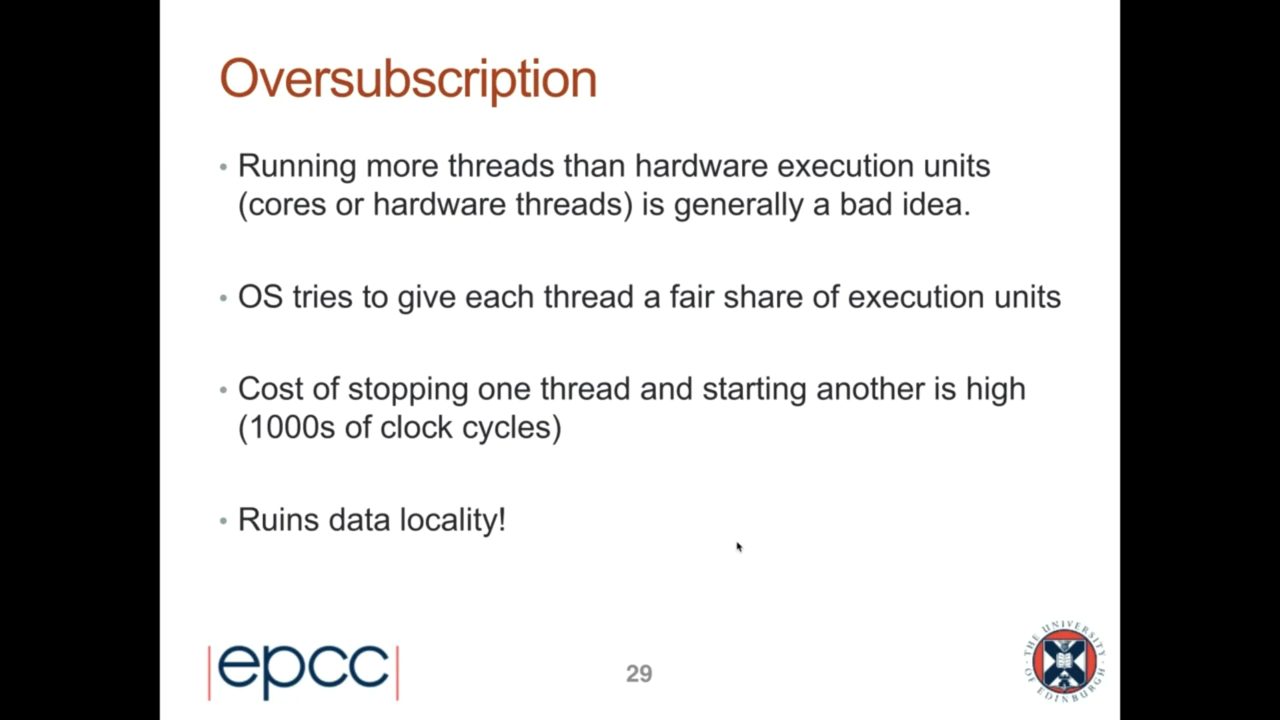 Oversubscription
• Running more threads than hardware execution units
(cores or hardware threads) is generally a bad idea.
• OS tries to give each thread a fair share of execution units
• Cost of stopping one thread and starting another is high
(1000s of clock cycles)
• Ruins data locality!
|epcc|
29
THE UNIVERSITY
OF EDINBURGH